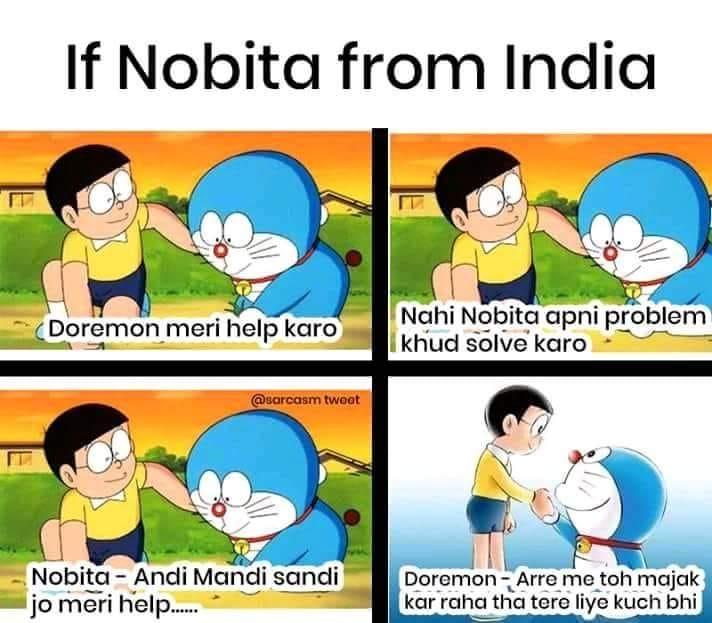 If Nobita from India
Doremon meri help karo
Nahi Nobita apni problem
khud solve karo
@sarcasm tweet
Nobita - Andi Mandi sandi
jo meri help......
Doremon - Arre me toh majak
kar raha tha tere liye kuch bhi